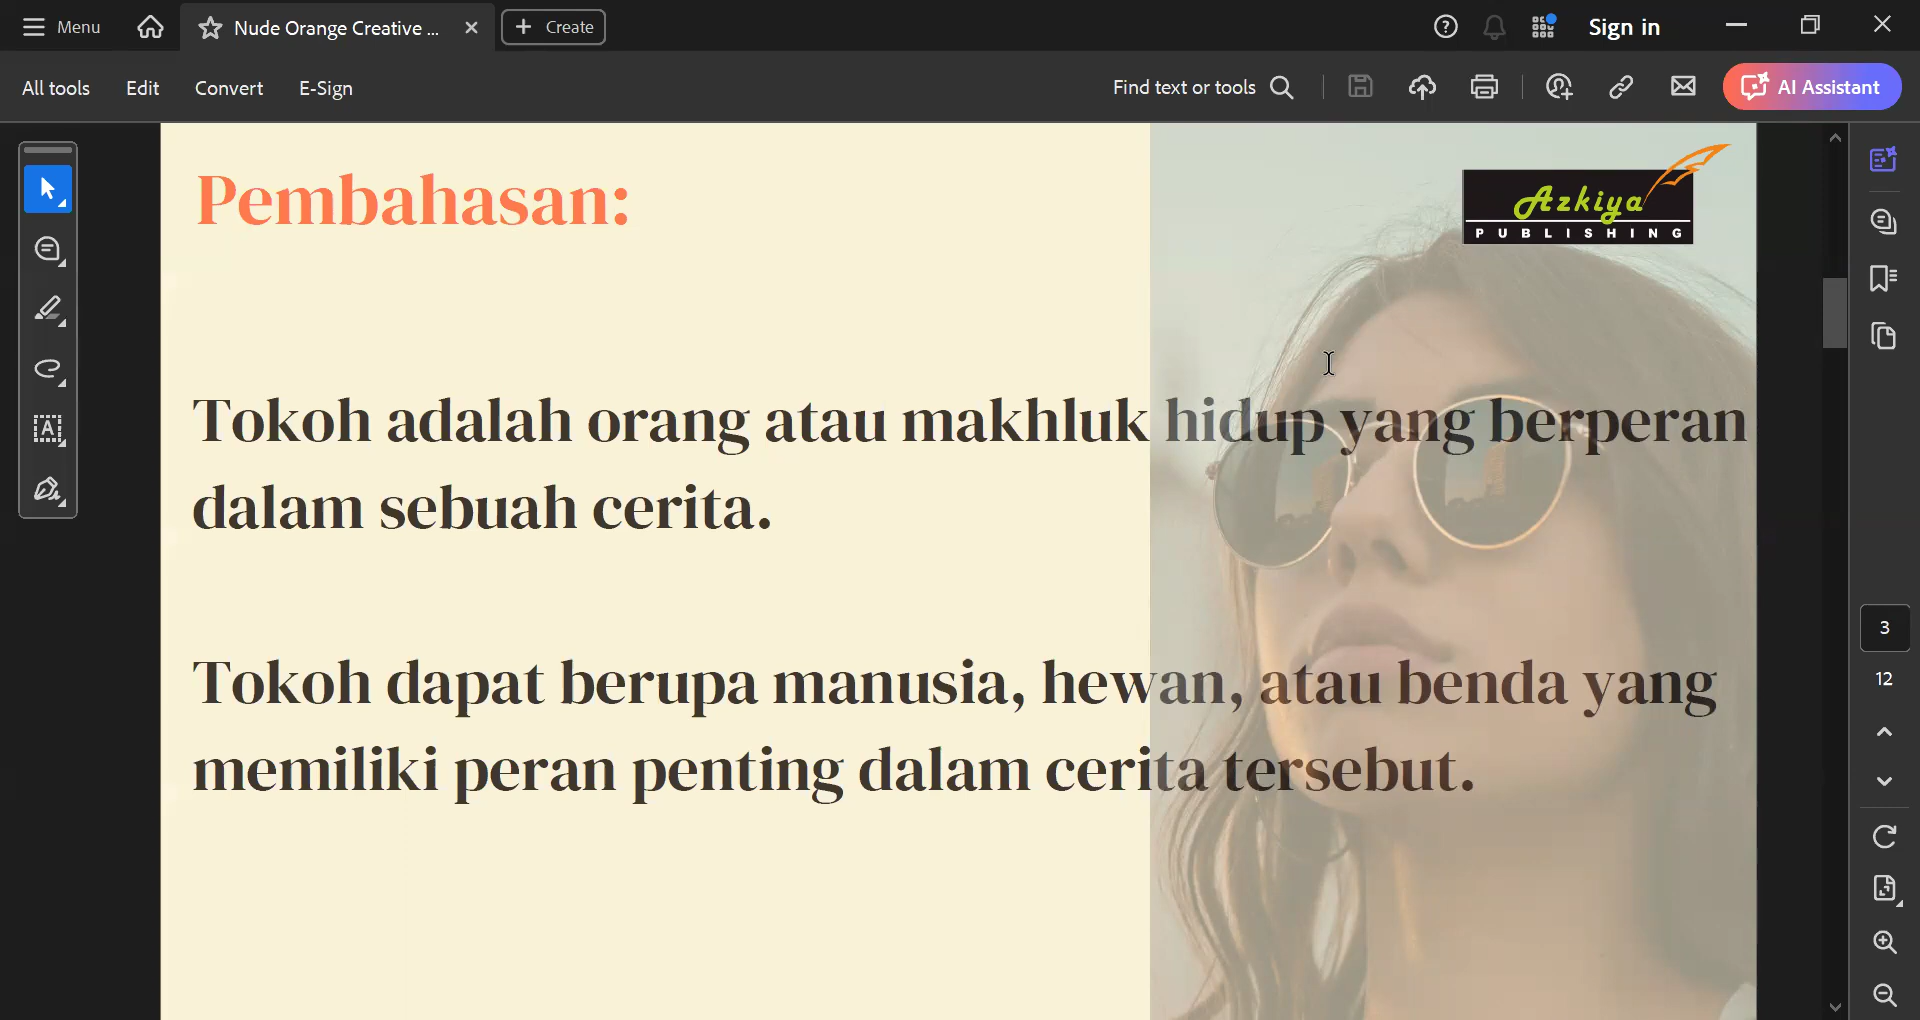 Menu
Nude Orange Creative ...
Create
Sign in
All tools
Edit
Convert
E-Sign
Find text or tools
AI Assistant
Pembahasan:
Azkiya
PUBLISHING
Tokoh adalah orang atau makhluk hidup yang berperan
dalam sebuah cerita.
Tokoh dapat berupa manusia, hewan, atau benda yang
memiliki peran penting dalam cerita tersebut.
3
12